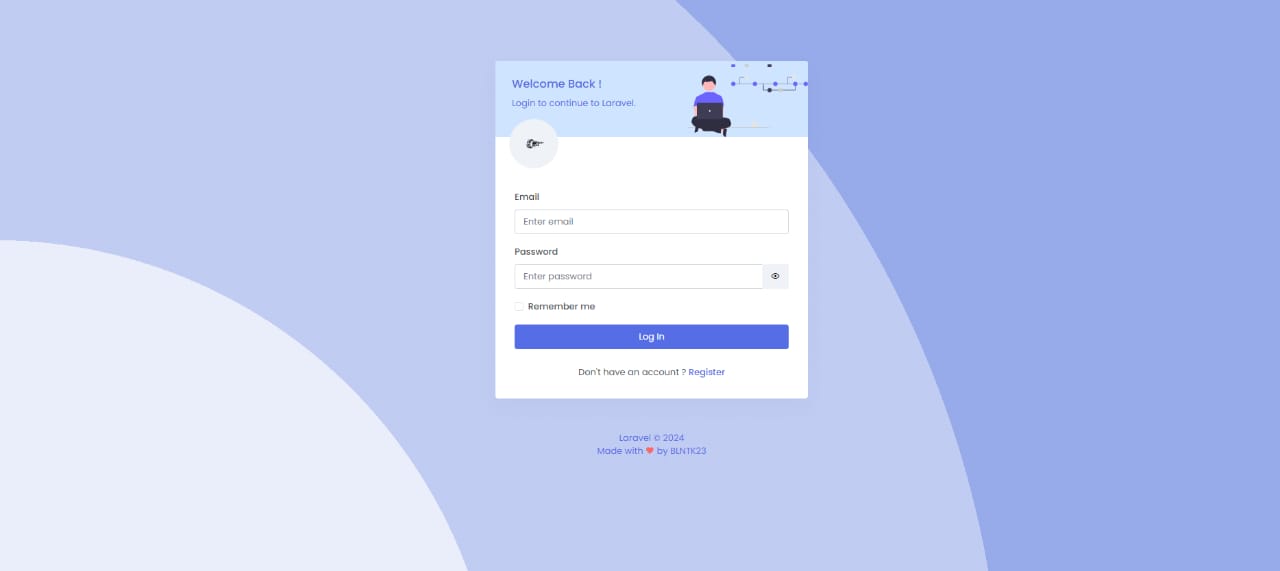 Welcome Back !
Login to continue to Laravel.
Email
Enter email
Password
Enter password
Remember me
Log In
Don't have an account ? Register
Laravel © 2024
Made with ❤ by BLN1K23